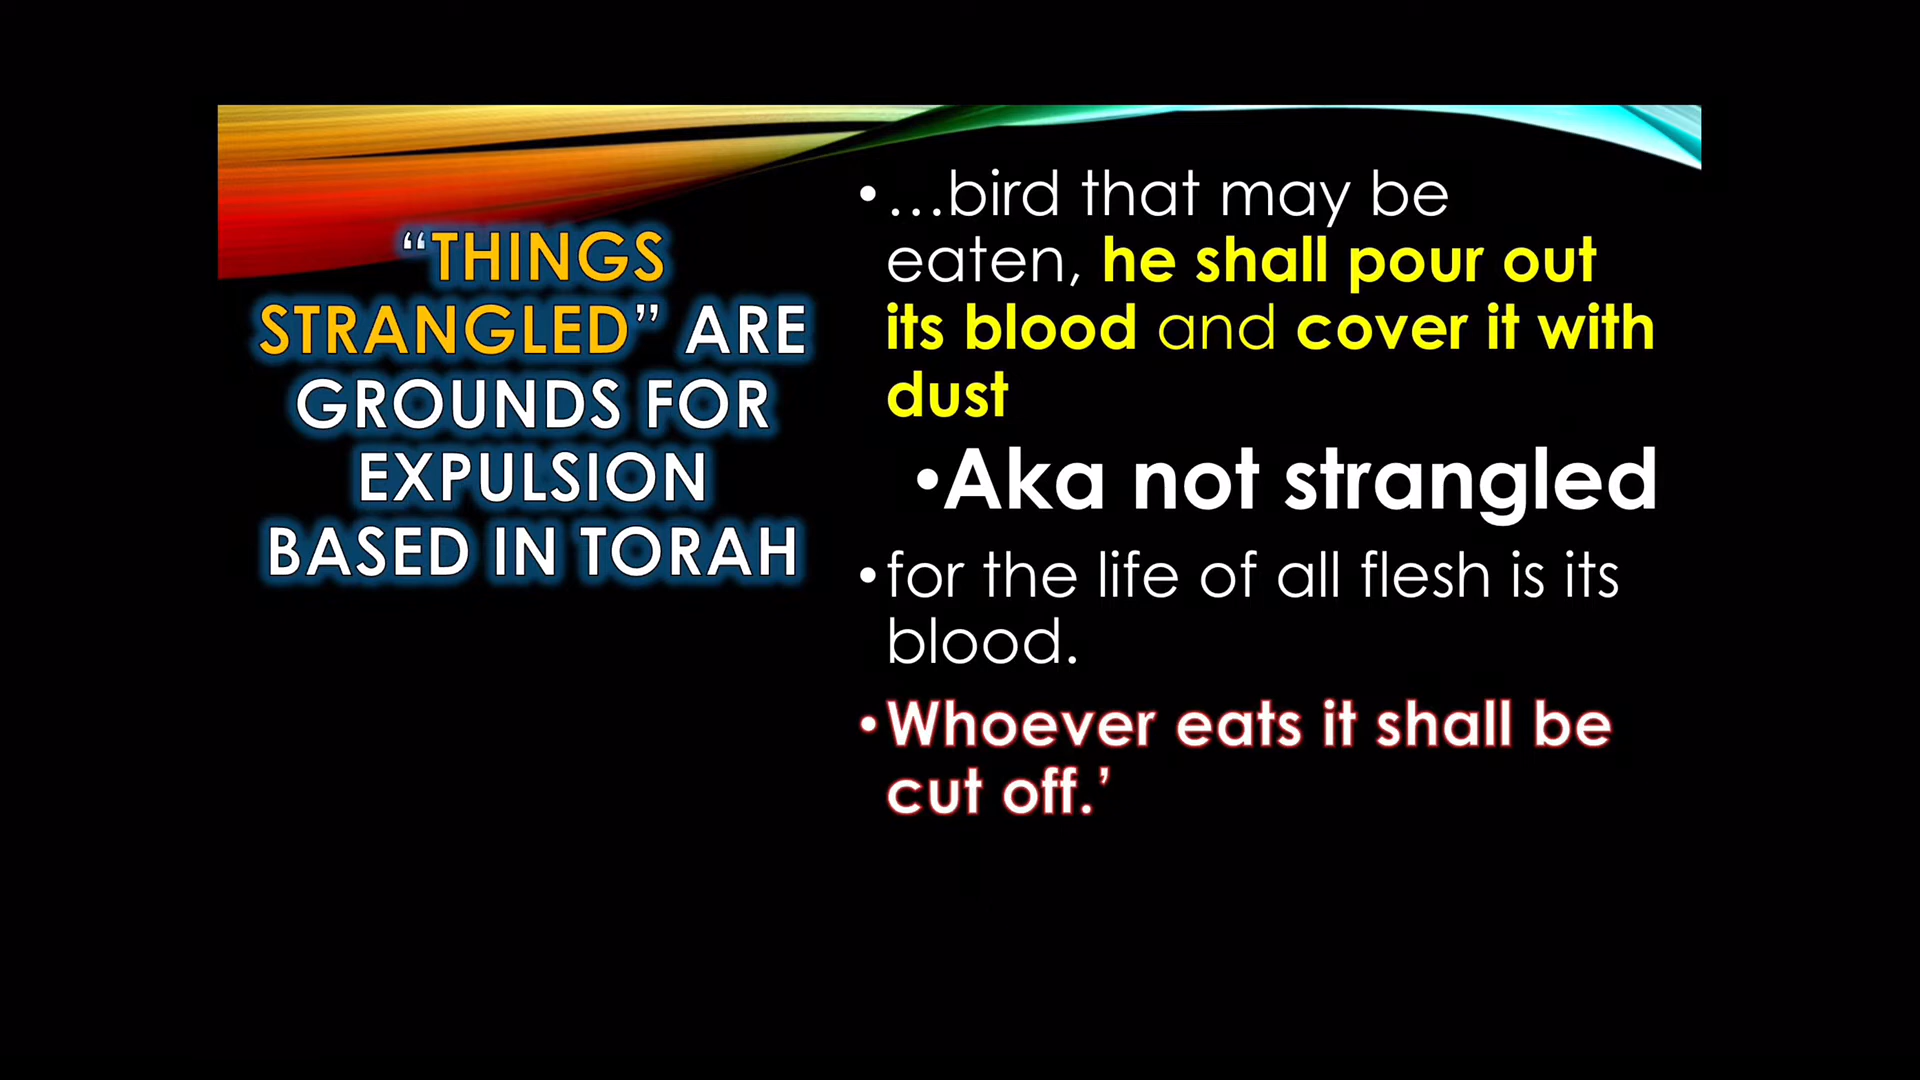 “THINGS
STRANGLED” ARE
GROUNDS FOR
EXPULSION
BASED IN TORAH
•…bird that may be
eaten, he shall pour out
its blood and cover it with
dust
•Aka not strangled
•for the life of all flesh is its
blood.
•Whoever eats it shall be
cut off.’